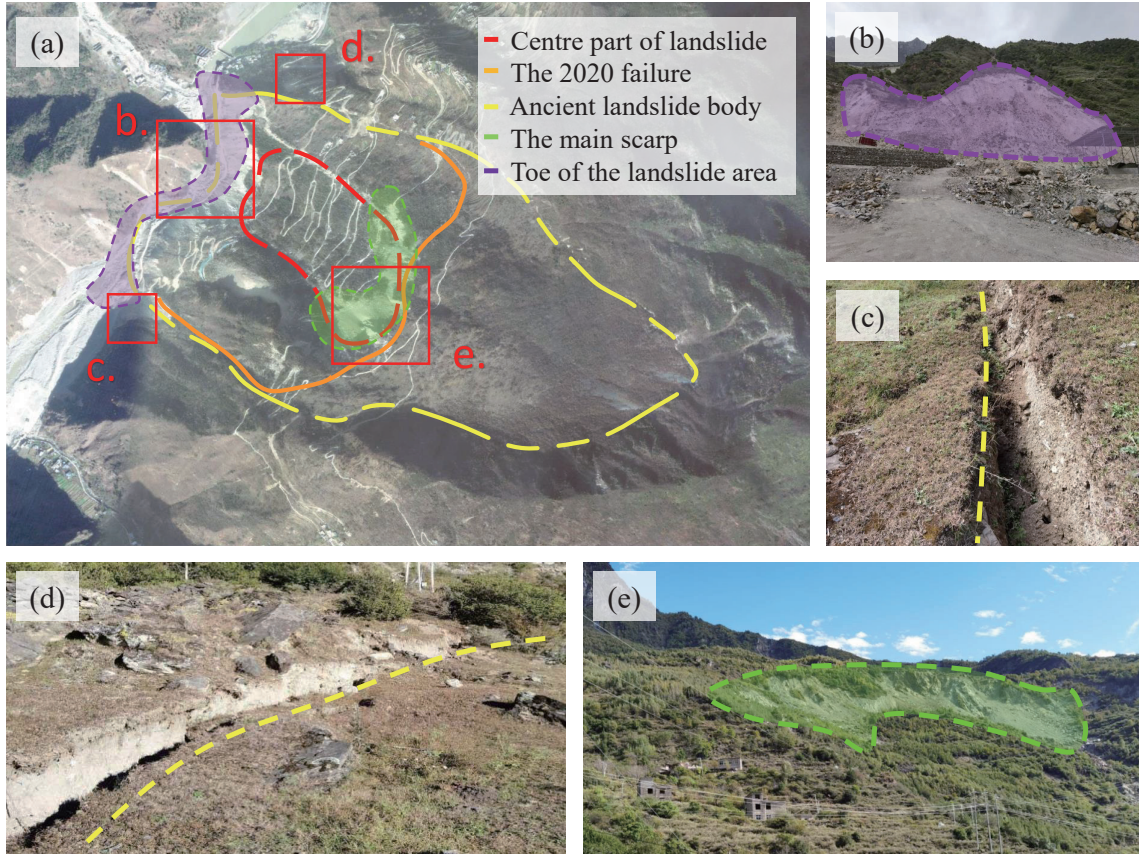 (a)
d.
b.
c.
e.
Centre part of landslide
The 2020 failure
Ancient landslide body
The main scarp
Toe of the landslide area
(b)
(c)
(d)
(e)